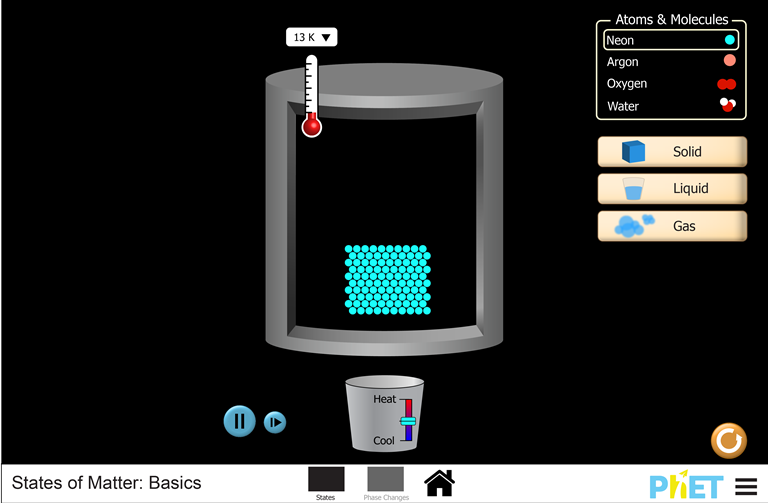 13 K
Atoms & Molecules
Neon
Argon
Oxygen
Water
Solid
Liquid
Gas
Heat
Cool
States of Matter: Basics
States
Phase Changes
PhET